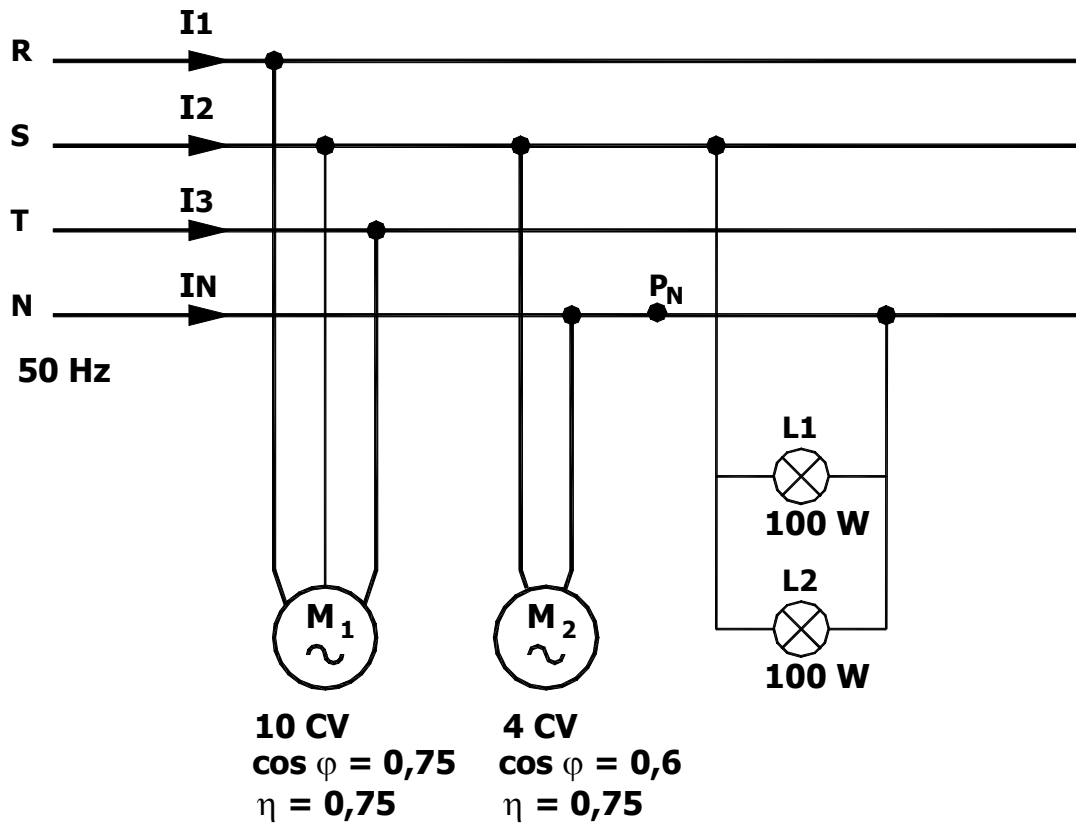 I1
R
I2
S
I3
T
IN
N
PN
50 Hz
L1
100 W
L2
100 W
M1
M2
10 CV
cos φ = 0,75
η = 0,75
4 CV
cos φ = 0,6
η = 0,75